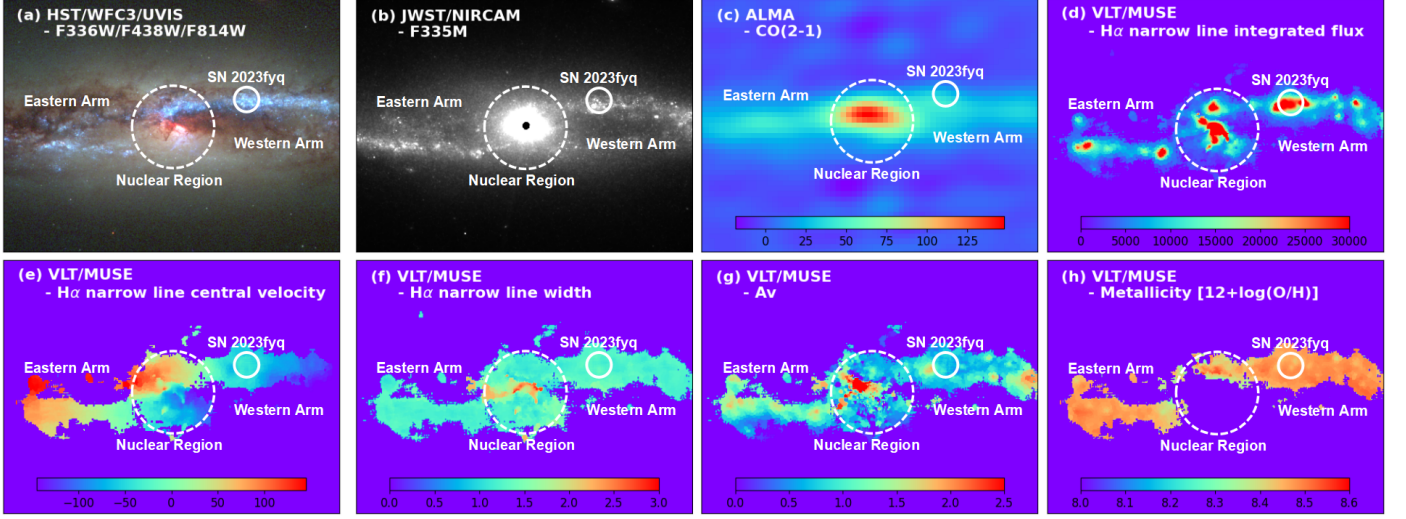 (a) HST/WFC3/UVIS
- F336W/F438W/F814W
SN 2023fyq
Eastern Arm
Western Arm
Nuclear Region
(b) JWST/NIRCAM
- F335M
SN 2023fyq
Eastern Arm
Western Arm
Nuclear Region
(c) ALMA
- CO(2-1)
SN 2023fyq
Eastern Arm
Western Arm
Nuclear Region
0 25 50 75 100 125
(d) VLT/MUSE
- Hα narrow line integrated flux
SN 2023fyq
Eastern Arm
Western Arm
Nuclear Region
0 5000 10000 15000 20000 25000 30000
(e) VLT/MUSE
- Hα narrow line central velocity
SN 2023fyq
Eastern Arm
Western Arm
Nuclear Region
−100 −50 0 50 100
(f) VLT/MUSE
- Hα narrow line width
SN 2023fyq
Eastern Arm
Western Arm
Nuclear Region
0.0 0.5 1.0 1.5 2.0 2.5 3.0
(g) VLT/MUSE
- Av
SN 2023fyq
Eastern Arm
Western Arm
Nuclear Region
0.0 0.5 1.0 1.5 2.0 2.5
(h) VLT/MUSE
- Metallicity [12+log(O/H)]
SN 2023fyq
Eastern Arm
Western Arm
Nuclear Region
8.0 8.1 8.2 8.3 8.4 8.5 8.6